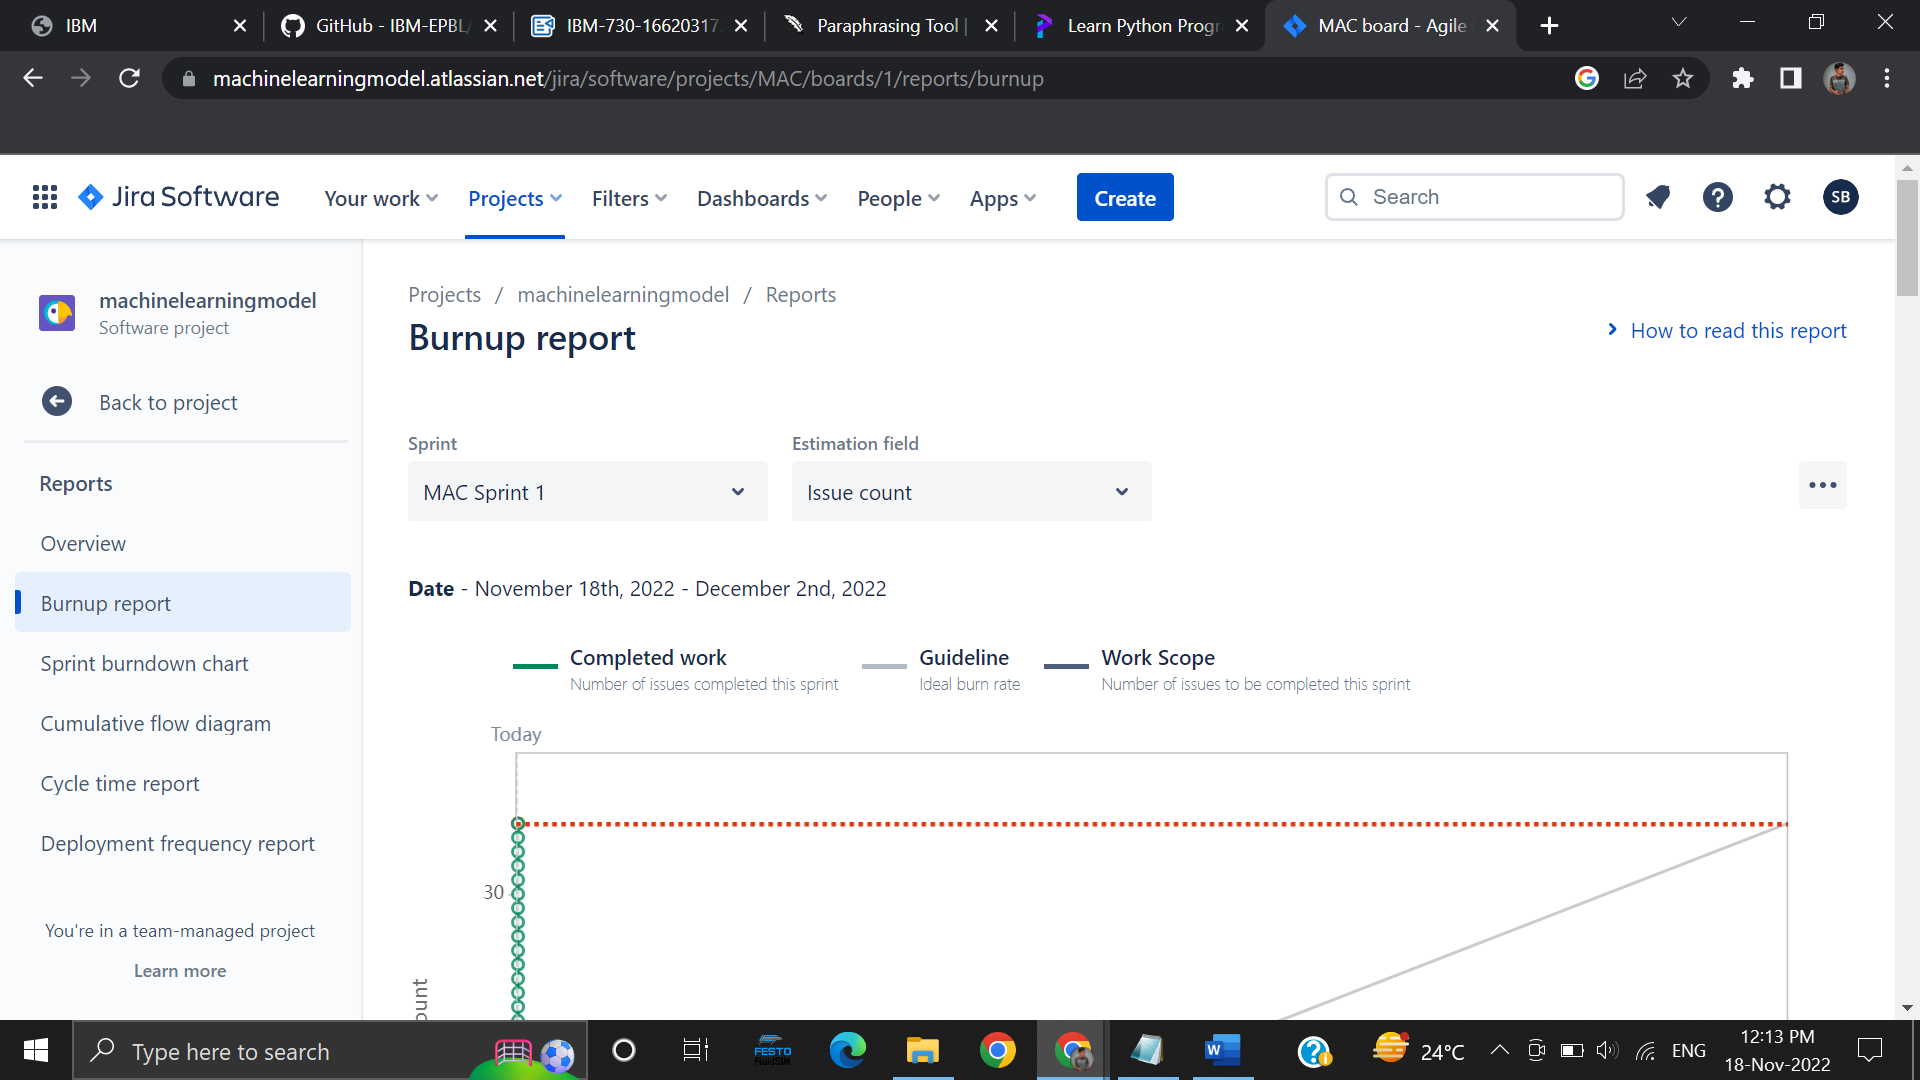 IBM
GitHub - IBM-EPBL/
IBM-730-16620317
Paraphrasing Tool |
Learn Python Progr
MAC board - Agile
machinelearningmodel.atlassian.net/jira/software/projects/MAC/boards/1/reports/burnup
Jira Software
Your work
Projects
Filters
Dashboards
People
Apps
Create
Search
SB
machinelearningmodel
Software project
Back to project
Reports
Overview
Burnup report
Sprint burndown chart
Cumulative flow diagram
Cycle time report
Deployment frequency report
You're in a team-managed project
Learn more
Projects / machinelearningmodel / Reports
Burnup report
How to read this report
Sprint
Estimation field
MAC Sprint 1
Issue count
Date - November 18th, 2022 - December 2nd, 2022
Completed work
Number of issues completed this sprint
Guideline
Ideal burn rate
Work Scope
Number of issues to be completed this sprint
Today
30
ount
Type here to search
FESTO
FluidSIM
24°C
ENG
12:13 PM
18-Nov-2022